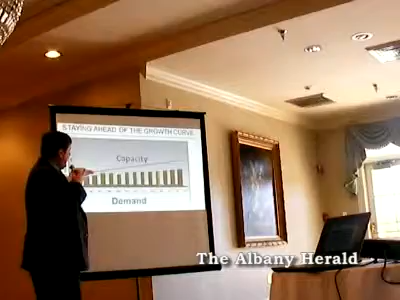 STAYING AHEAD OF THE GROWTH CURVE
Capacity
Demand
The Albany Herald